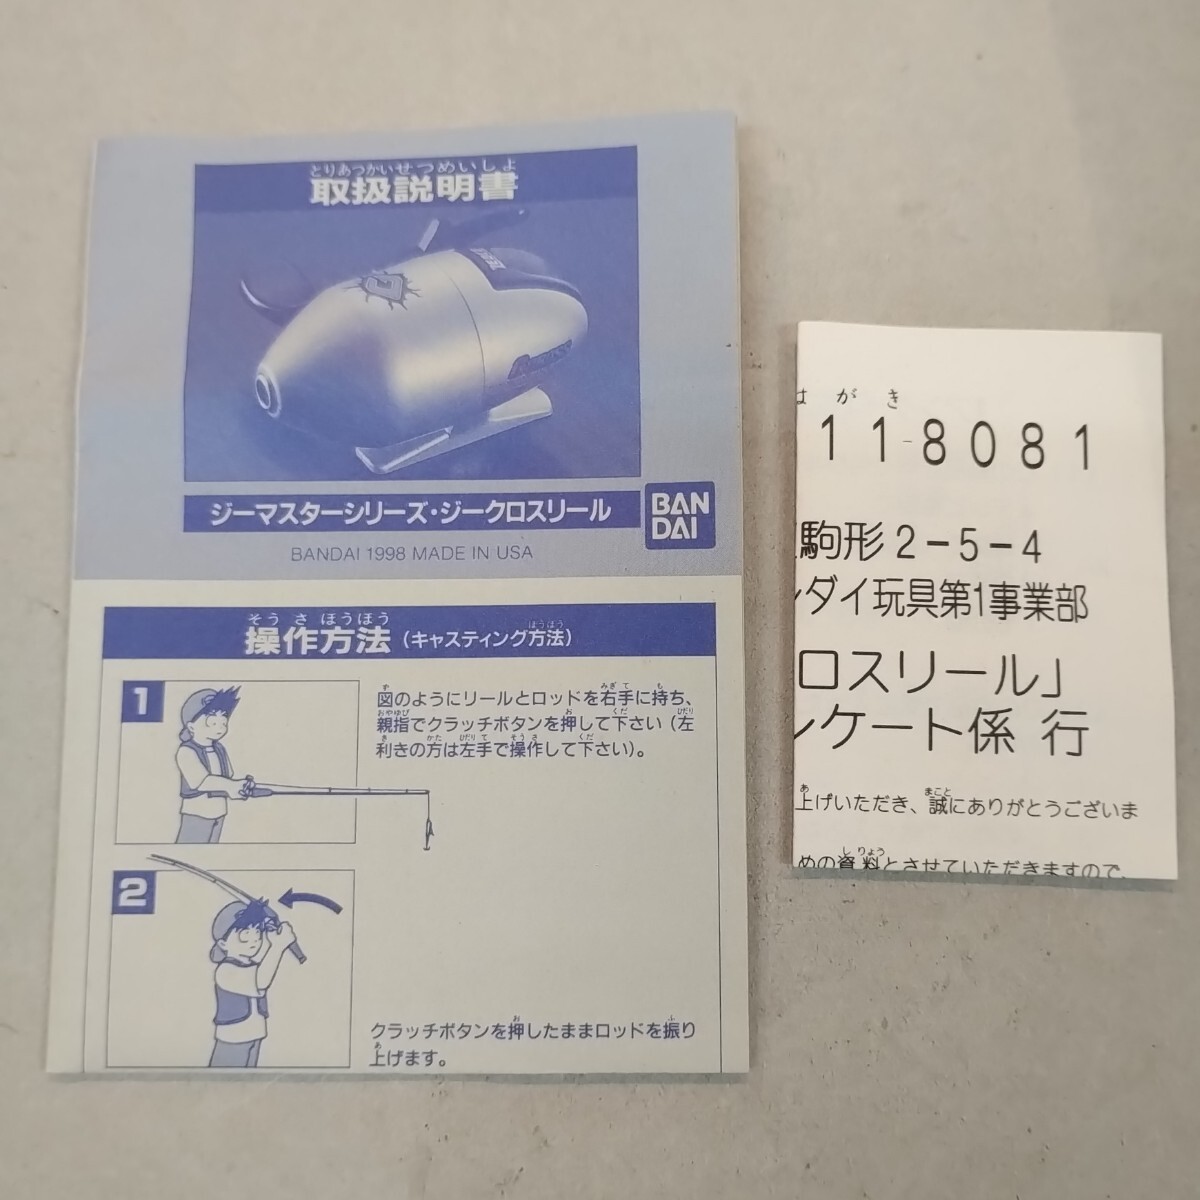 とりあつかいせつめいしょ
取扱説明書
ジーマスターシリーズ・ジークロスリール
BAN
DAI
BANDAI 1998 MADE IN USA
そうさほうほう
操作方法(キャスティング方法)
ほうほう
1
図のようにリールとロッドを右手に持ち、
親指でクラッチボタンを押して下さい(左
利きの方は左手で操作して下さい)。
2
クラッチボタンを押したままロッドを振り
上げます。
はがき
11-8081
駒形2-5-4
ンダイ玩具第1事業部
ロスリール」
ンケート係 行
上げいただき、誠にありがとうございま
めの資料とさせていただきますので、